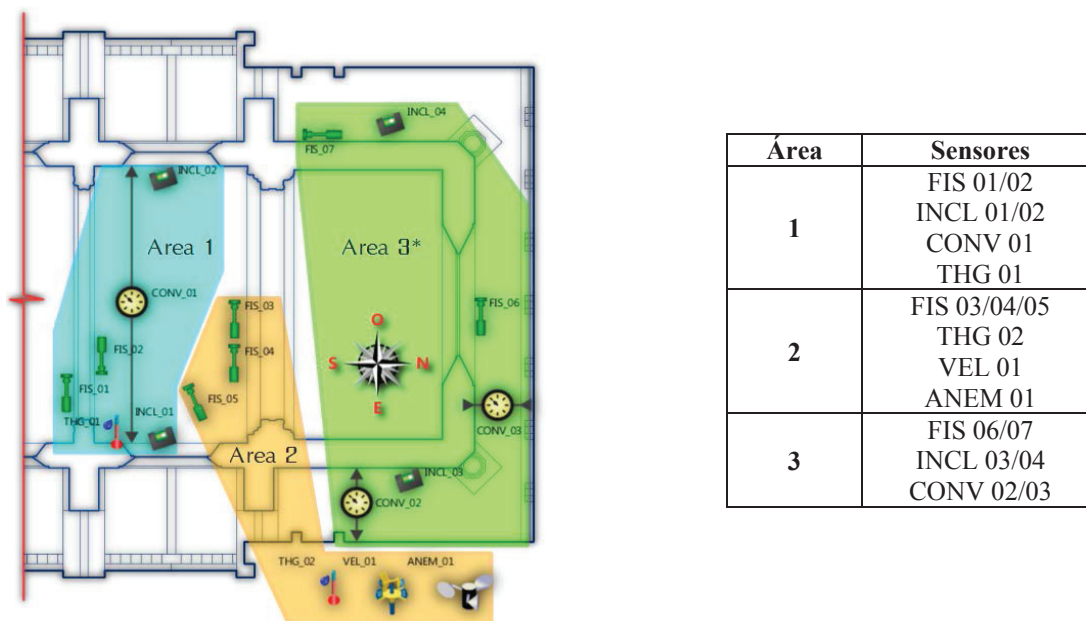 INCL_04
FIS_07
INCL_02
Area 1
Area 3*
CONV_01
FIS_03
FIS_06
O
FIS_02
FIS_04
S
N
FIS_01
FIS_05
E
THG_01
INCL_01
CONV_03
Area 2
INCL_03
CONV_02
THG_02
VEL_01
ANEM_01
Área
Sensores
1
FIS 01/02
INCL 01/02
CONV 01
THG 01
2
FIS 03/04/05
THG 02
VEL 01
ANEM 01
3
FIS 06/07
INCL 03/04
CONV 02/03